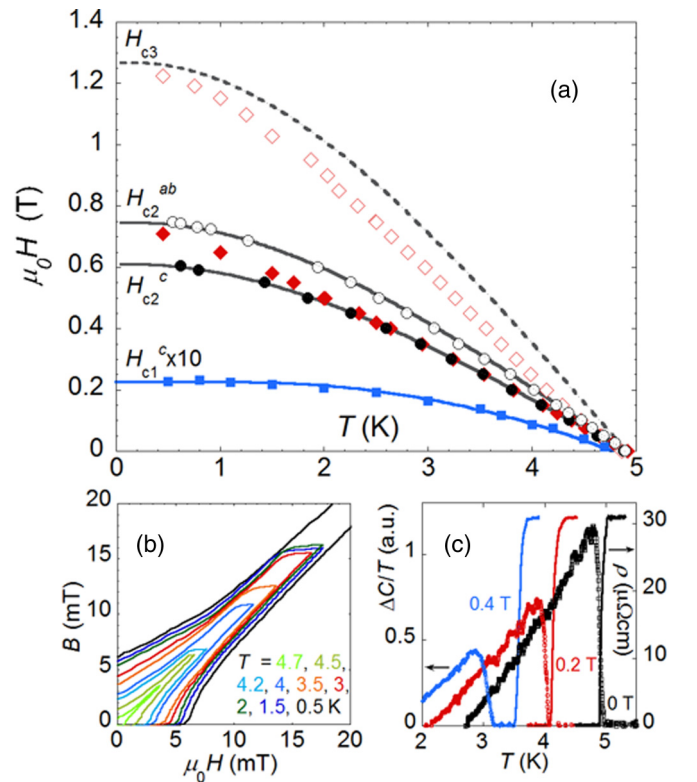 1.4
H_c3
1.2
(a)
1
μ_0H (T)
0.8
H_c2^ab
0.6
H_c2^c
0.4
H_c1^c x10
0.2
T (K)
0
0 1 2 3 4 5
20
(b)
15
B (mT)
10
5
T = 4.7, 4.5,
4.2, 4, 3.5, 3,
2, 1.5, 0.5 K
0
0 5 10 15 20
μ_0H (mT)
(c)
30
1
ΔC/T (a.u.)
0.4 T
20
ρ (μΩcm)
0.5
0.2 T
10
0 T
0
0
2 3 4 5
T (K)